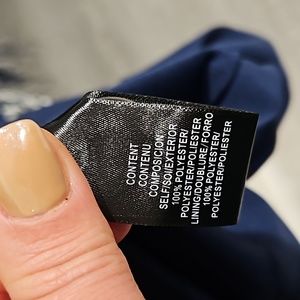 CONTENT
CONTENU
COMPOSICION
SELF/SOI/EXTERIOR
100% POLYESTER/
POLYESTER/POLIESTER
LINING/DOUBLURE/FORRO
100% POLYESTER/
POLYESTER/POLIESTER